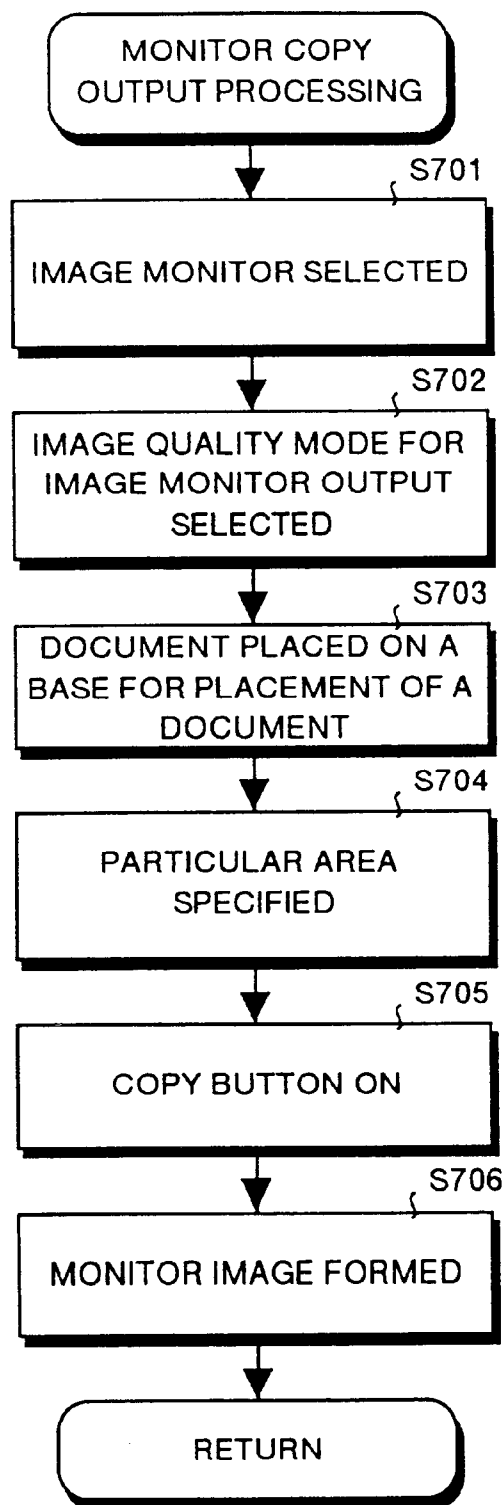 MONITOR COPY
OUTPUT PROCESSING
S701
IMAGE MONITOR SELECTED
S702
IMAGE QUALITY MODE FOR
IMAGE MONITOR OUTPUT
SELECTED
S703
DOCUMENT PLACED ON A
BASE FOR PLACEMENT OF A
DOCUMENT
S704
PARTICULAR AREA
SPECIFIED
S705
COPY BUTTON ON
S706
MONITOR IMAGE FORMED
RETURN